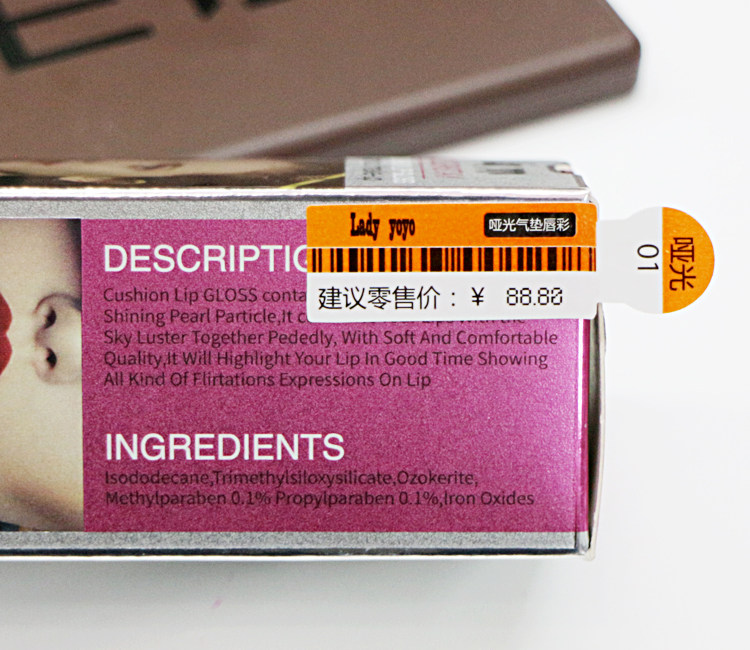 Lady yoyo
哑光气垫唇彩
建议零售价：¥ 88.80
哑光
01
DESCRIPTIO
Cushion Lip GLOSS conta
Shining Pearl Particle,It c
Sky Luster Together Pededly, With Soft And Comfortable
Quality,It Will Highlight Your Lip In Good Time Showing
All Kind Of Flirtations Expressions On Lip
INGREDIENTS
Isododecane,Trimethylsiloxysilicate,Ozokerite,
Methylparaben 0.1% Propylparaben 0.1%,Iron Oxides